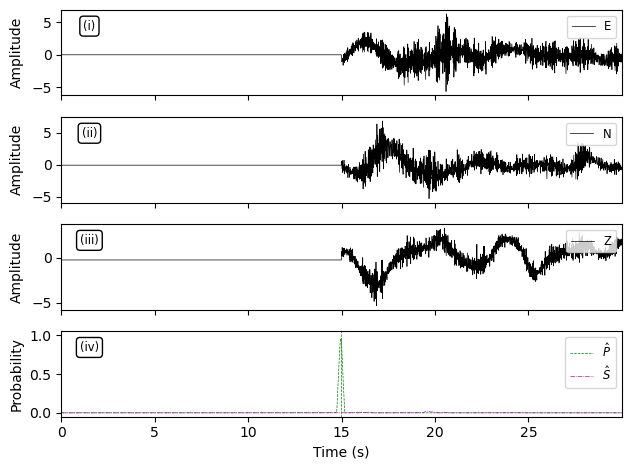 Amplitude
5
0
−5
(i)
E
Amplitude
5
0
−5
(ii)
N
Amplitude
0
−5
(iii)
Z
Probability
1.0
0.5
0.0
(iv)
P̂
Ŝ
0 5 10 15 20 25
Time (s)